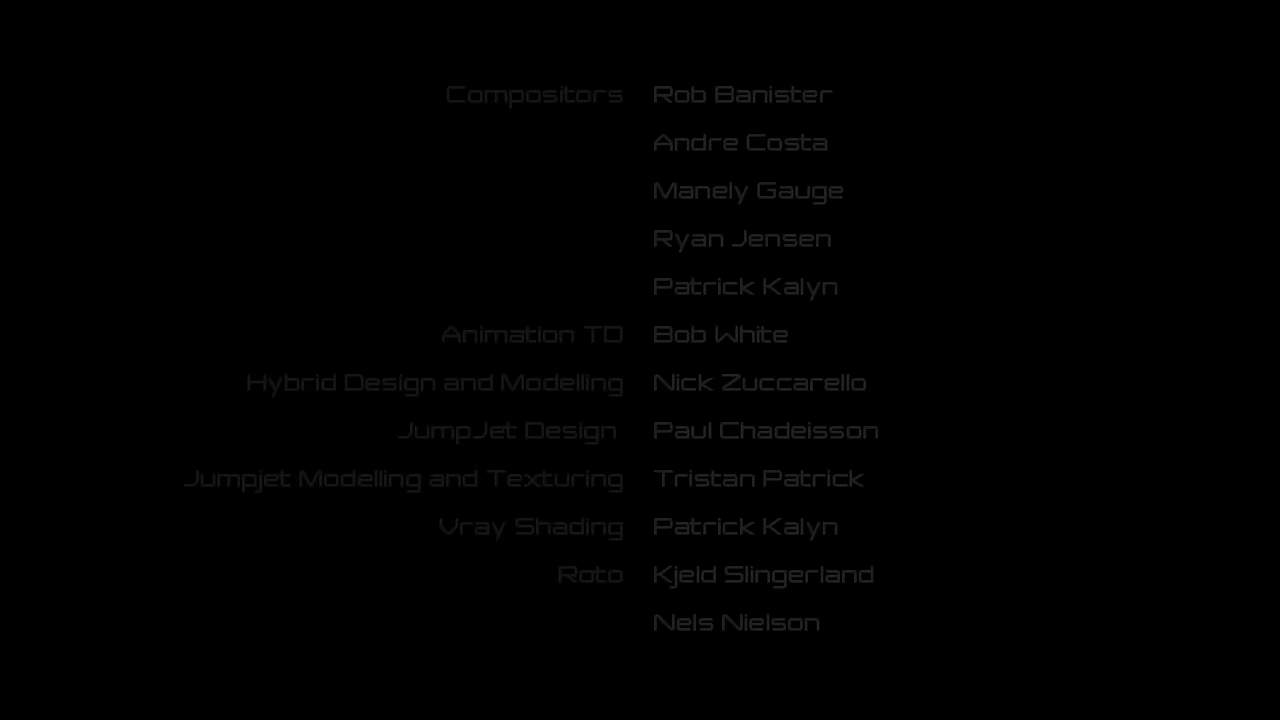 Compositors Rob Banister
Andre Costa
Manely Gauge
Ryan Jensen
Patrick Kalyn
Animation TD Bob White
Hybrid Design and Modelling Nick Zuccarello
JumpJet Design Paul Chadeisson
Jumpjet Modelling and Texturing Tristan Patrick
Vray Shading Patrick Kalyn
Roto Kjeld Slingerland
Nels Nielson